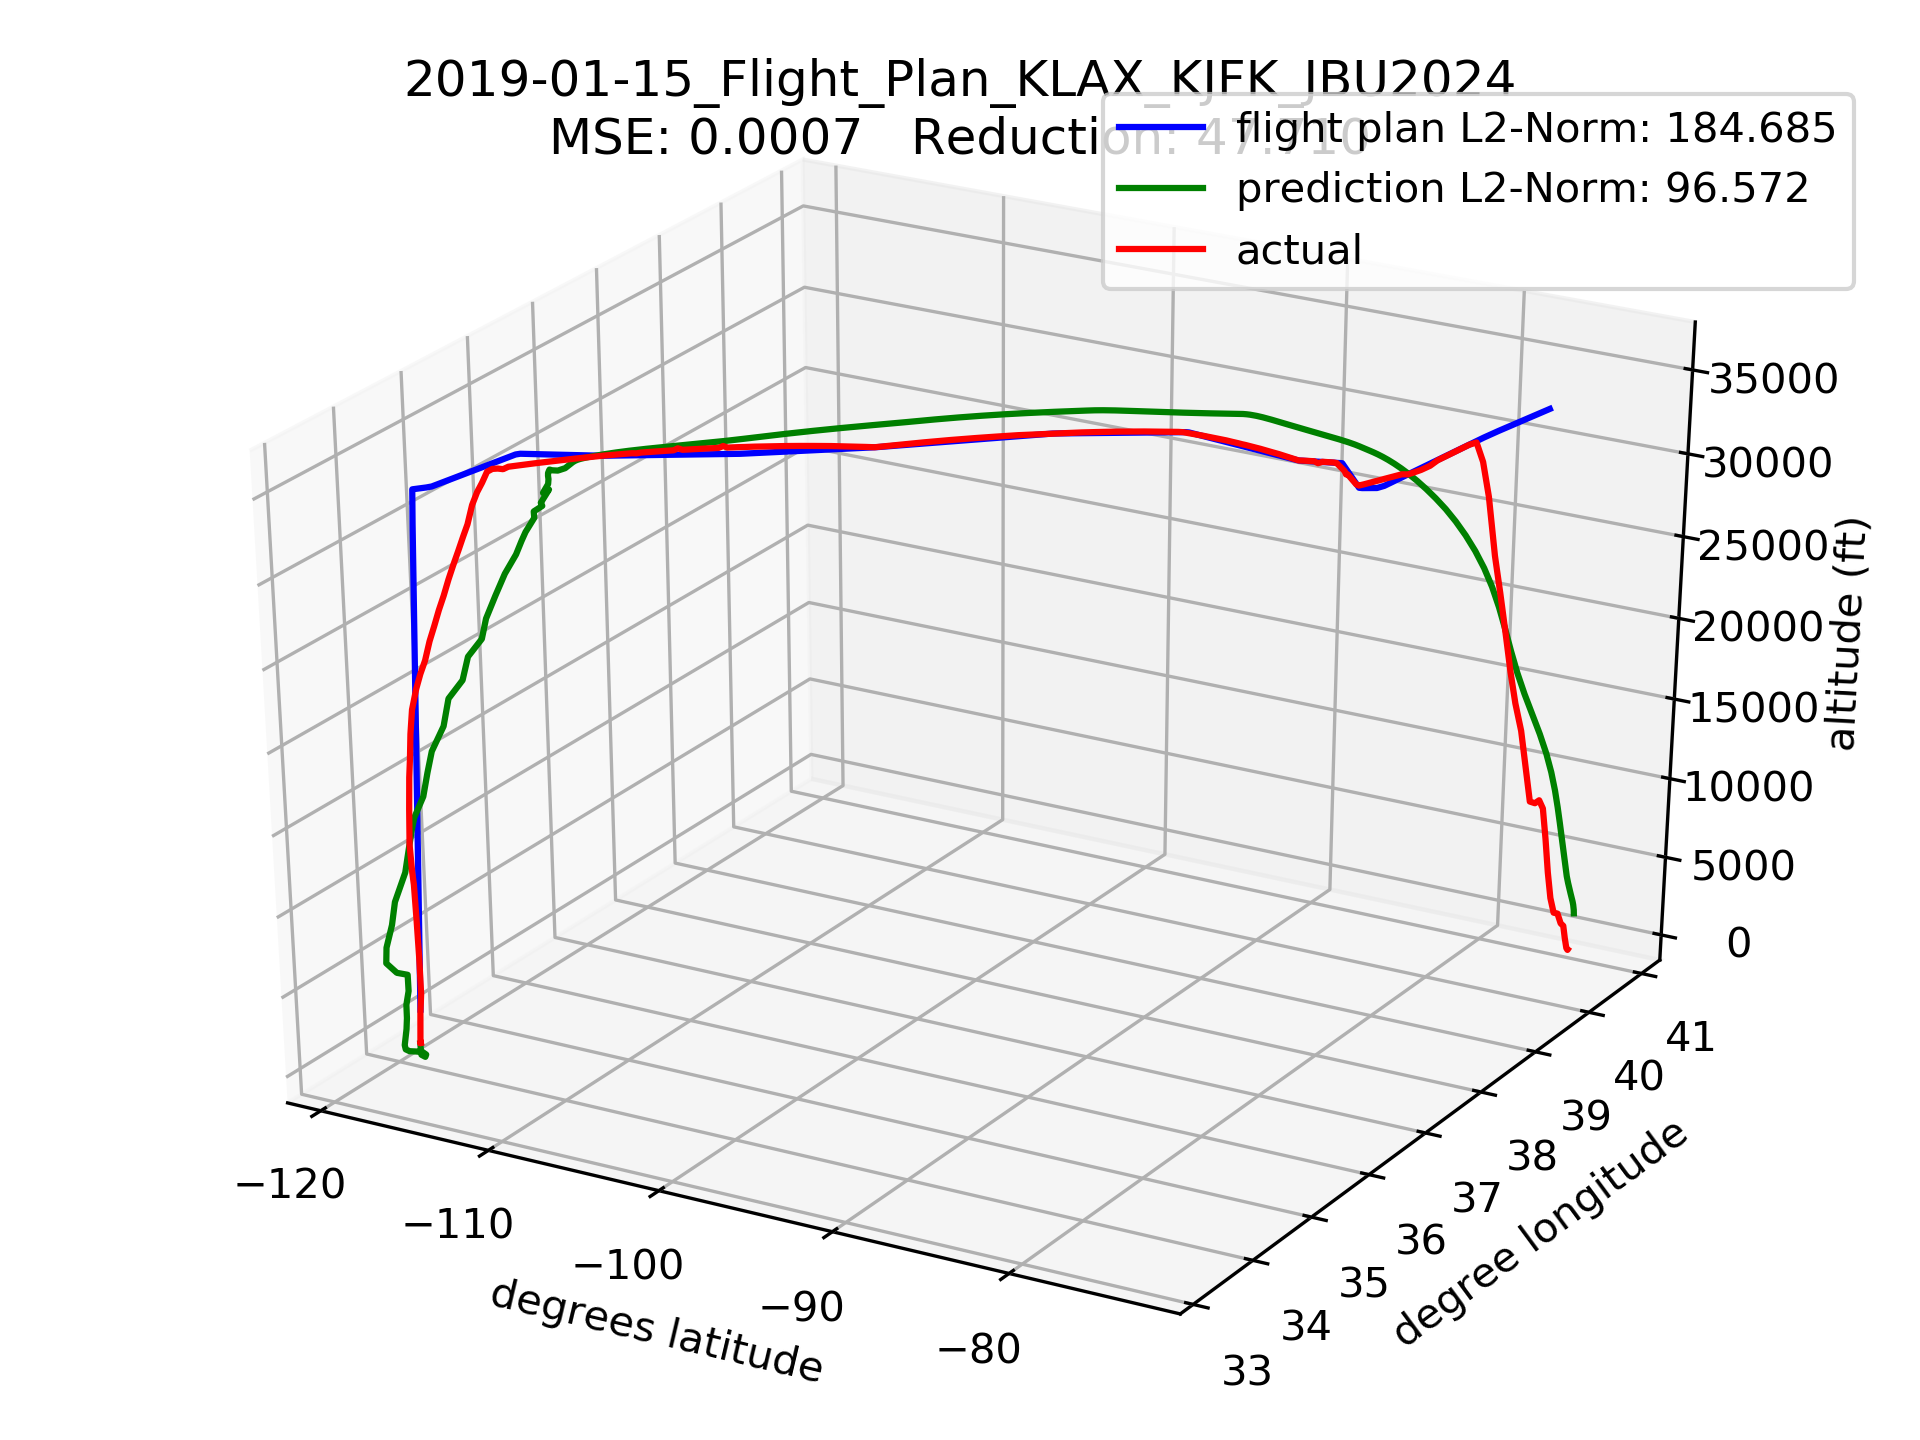 2019-01-15_Flight_Plan_KLAX_KJFK_JBU2024
MSE: 0.0007 Reduction: 47.710
flight plan L2-Norm: 184.685
prediction L2-Norm: 96.572
actual
35000
30000
25000
20000
15000
10000
5000
0
altitude (ft)
41
40
39
38
37
36
35
34
33
degree longitude
−120
−110
−100
−90
−80
degrees latitude